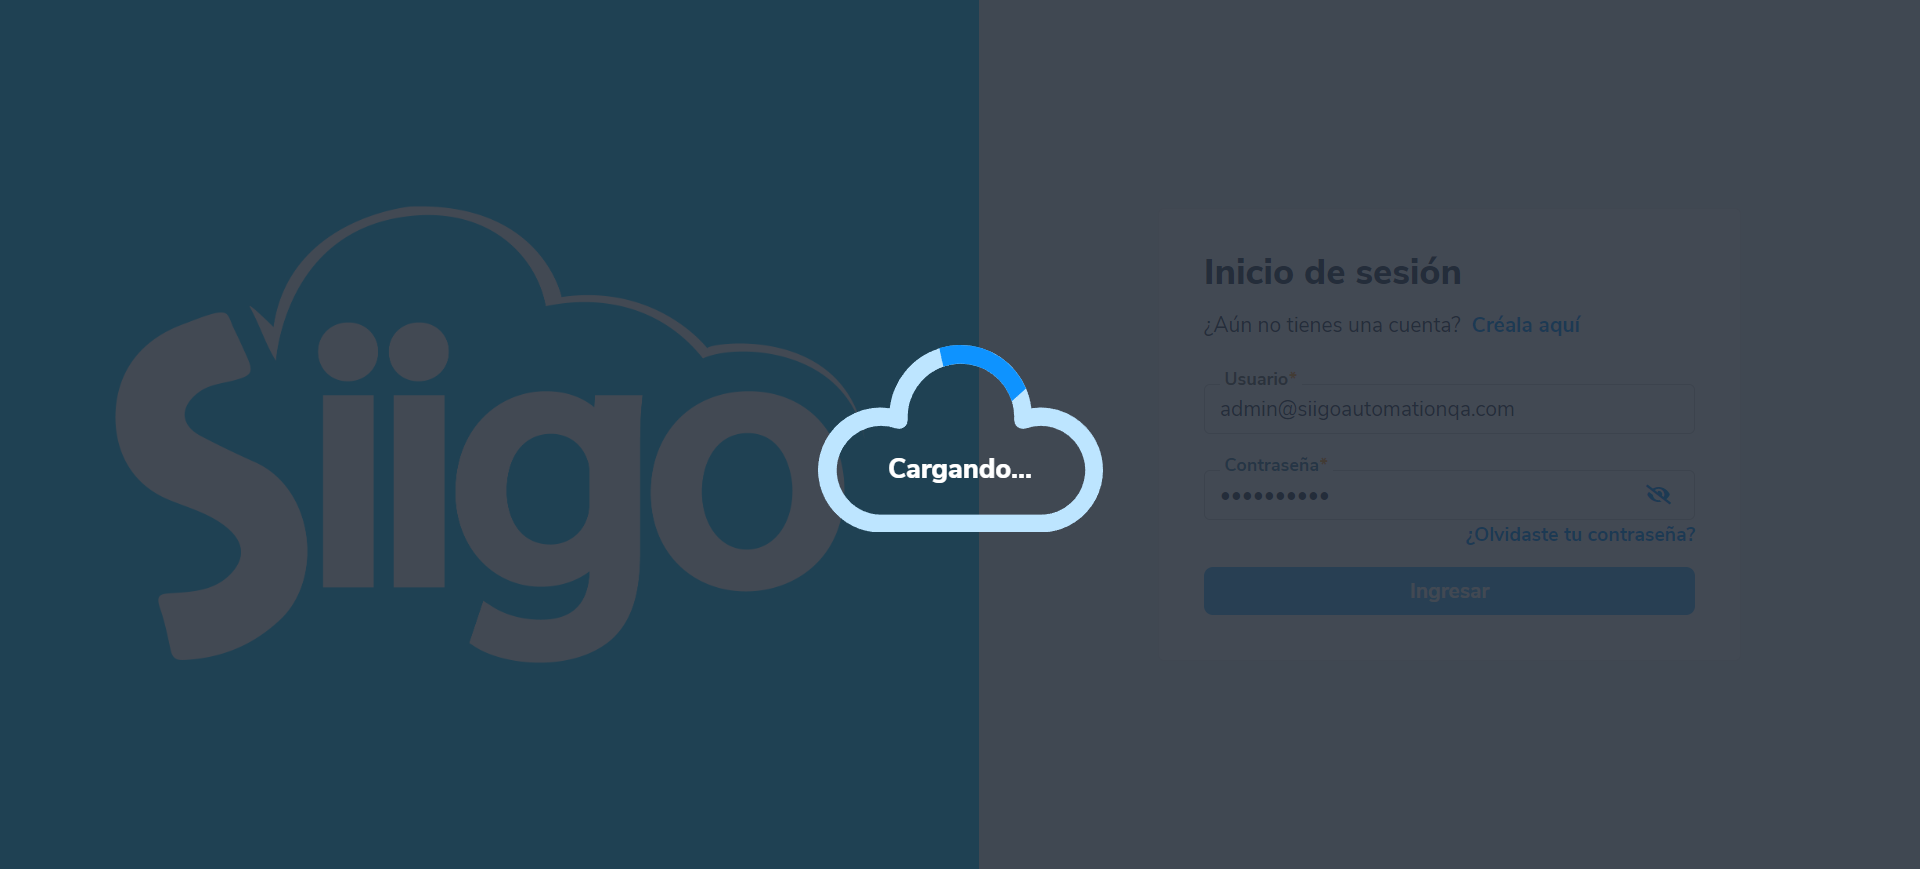 Siigo
Cargando...
Inicio de sesión
¿Aún no tienes una cuenta? Créala aquí
Usuario*
admin@siigoautomationqa.com
Contraseña*
••••••••••
¿Olvidaste tu contraseña?
Ingresar